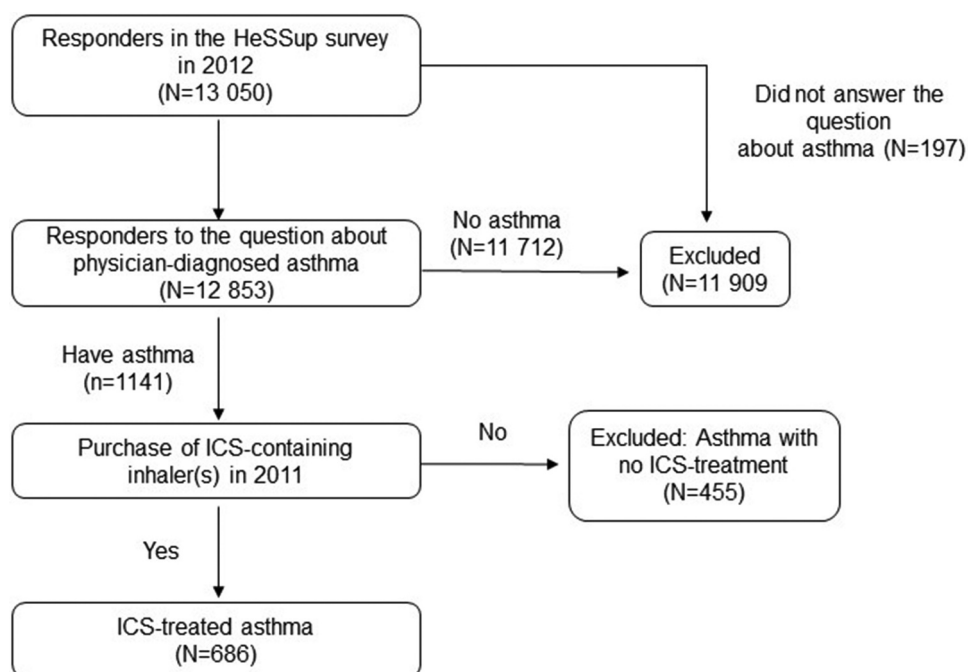 Responders in the HeSSup survey
in 2012
(N=13 050)
Did not answer the
question
about asthma (N=197)
No asthma
(N=11 712)
Responders to the question about
physician-diagnosed asthma
(N=12 853)
Excluded
(N=11 909
Have asthma
(n=1141)
Purchase of ICS-containing
inhaler(s) in 2011
No
Excluded: Asthma with
no ICS-treatment
(N=455)
Yes
ICS-treated asthma
(N=686)